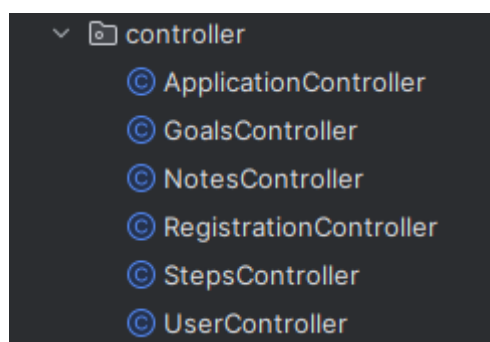 controller
ApplicationController
GoalsController
NotesController
RegistrationController
StepsController
UserController